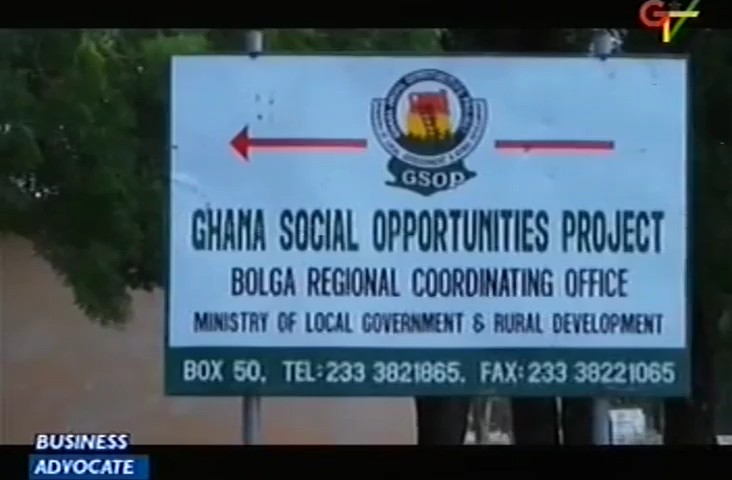 GTV
GSOP
GHANA SOCIAL OPPORTUNITIES PROJECT
BOLGA REGIONAL COORDINATING OFFICE
MINISTRY OF LOCAL GOVERNMENT & RURAL DEVELOPMENT
BOX 50. TEL:233 3821865. FAX:233 38221065
BUSINESS
ADVOCATE